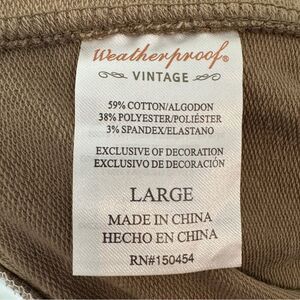 Weatherproof®
VINTAGE
59% COTTON/ALGODON
38% POLYESTER/POLIÉSTER
3% SPANDEX/ELASTANO
EXCLUSIVE OF DECORATION
EXCLUSIVO DE DECORACIÓN
LARGE
MADE IN CHINA
HECHO EN CHINA
RN#150454